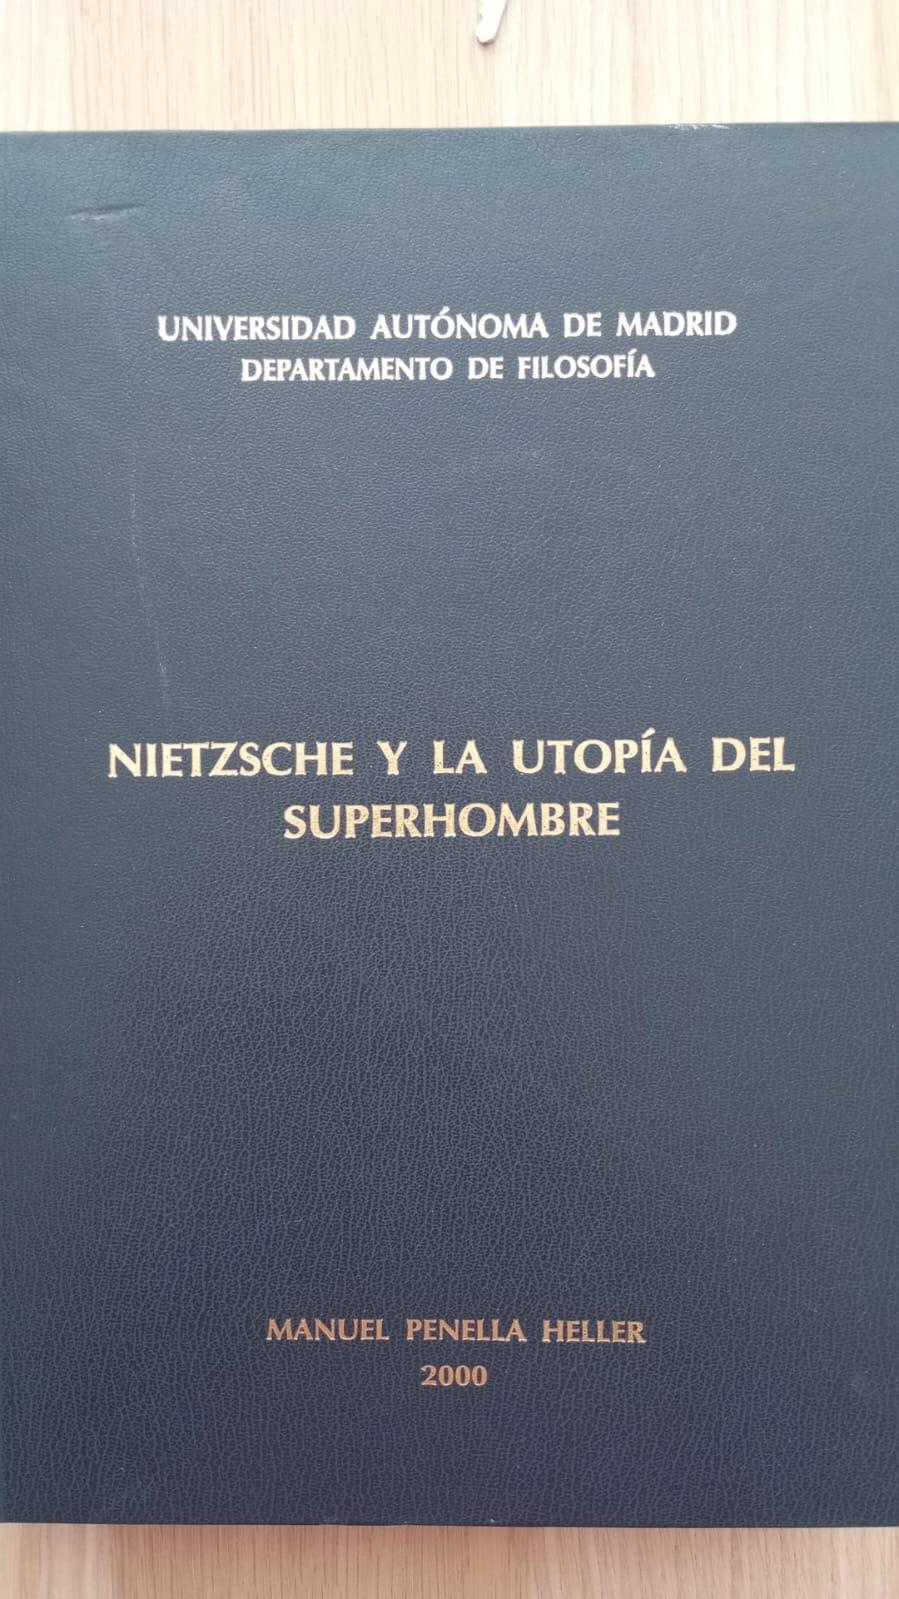 UNIVERSIDAD AUTÓNOMA DE MADRID
DEPARTAMENTO DE FILOSOFÍA
NIETZSCHE Y LA UTOPÍA DEL
SUPERHOMBRE
MANUEL PENELLA HELLER
2000